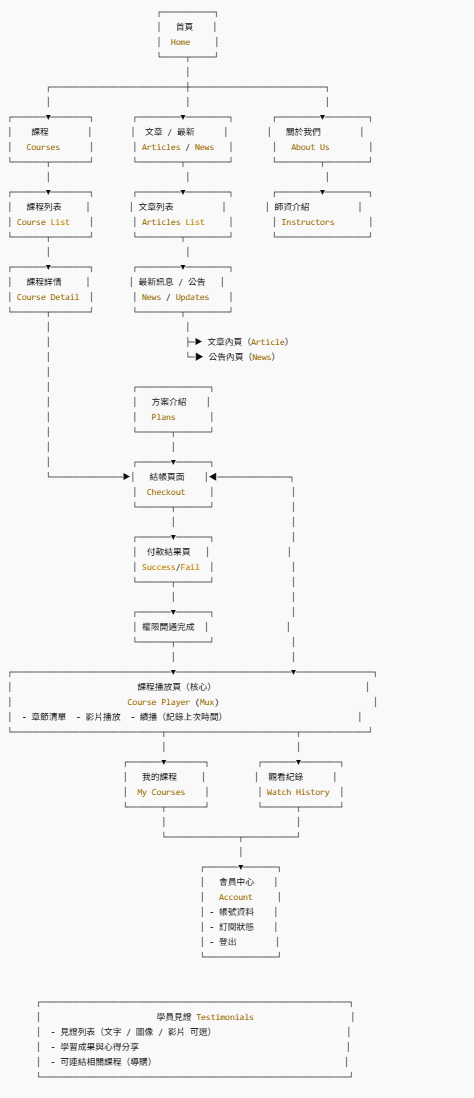 首頁
Home
課程 文章 / 最新 關於我們
Courses Articles / News About Us
課程列表 文章列表 師資介紹
Course List Articles List Instructors
課程詳情 最新訊息 / 公告
Course Detail News / Updates
文章內頁（Article）
公告內頁（News）
方案介紹
Plans
結帳頁面
Checkout
付款結果頁
Success/Fail
權限開通完成
課程播放頁（核心）
Course Player (Mux)
- 章節清單 - 影片播放 - 續播（記錄上次時間）
我的課程 觀看紀錄
My Courses Watch History
會員中心
Account
- 帳號資料
- 訂閱狀態
- 登出
學員見證 Testimonials
- 見證列表（文字 / 圖像 / 影片 可選）
- 學習成果與心得分享
- 可連結相關課程（導購）